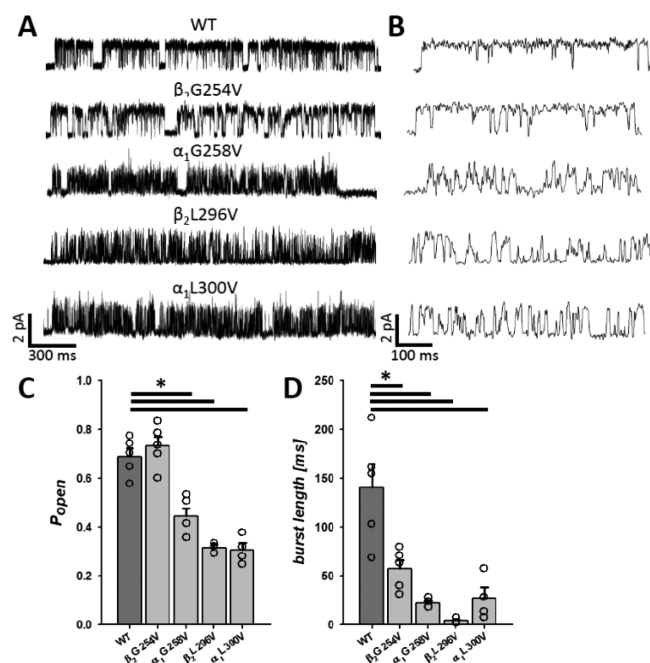 A
WT
B
β₂G254V
α₁G258V
β₂L296V
α₁L300V
2 pA
300 ms
2 pA
100 ms
C
1.0
0.8
0.6
0.4
0.2
0.0
Popen
*
WT
β₂G254V
α₁G258V
β₂L296V
α₁L300V
D
250
200
150
100
50
0
burst length [ms]
*
WT
β₂G254V
α₁G258V
β₂L296V
α₁L300V